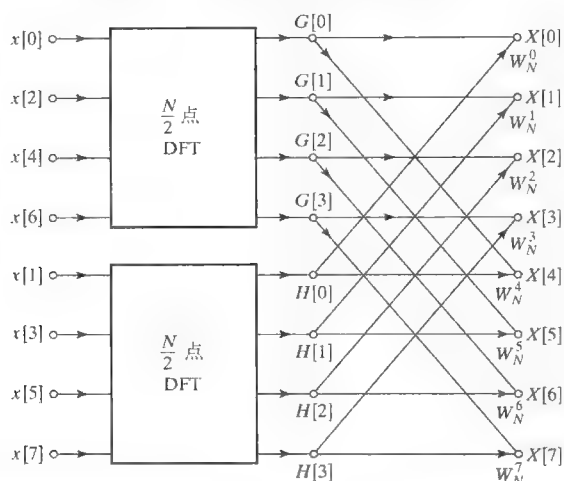 x[0]
x[2]
x[4]
x[6]
N/2 点
DFT
x[1]
x[3]
x[5]
x[7]
N/2 点
DFT
G[0]
G[1]
G[2]
G[3]
H[0]
H[1]
H[2]
H[3]
X[0]
W_N^0
X[1]
W_N^1
X[2]
W_N^2
X[3]
W_N^3
X[4]
W_N^4
X[5]
W_N^5
X[6]
W_N^6
X[7]
W_N^7